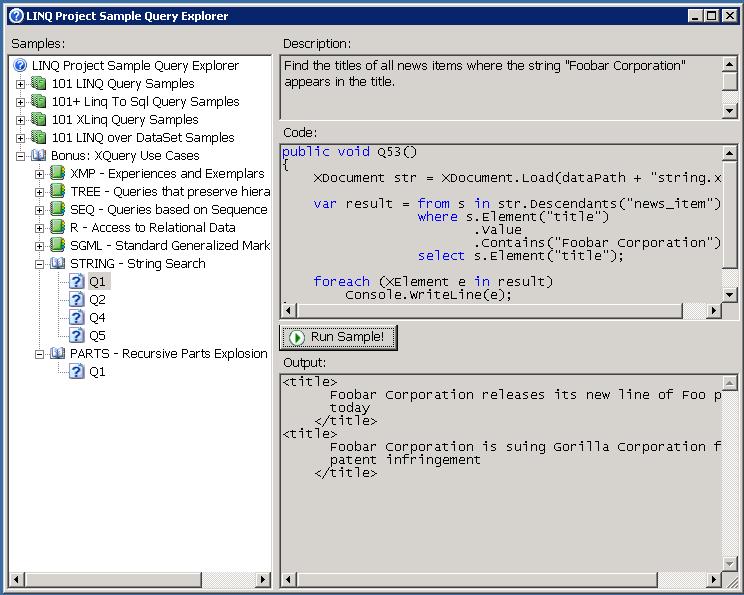 LINQ Project Sample Query Explorer
Samples:
LINQ Project Sample Query Explorer
101 LINQ Query Samples
101+ Linq To Sql Query Samples
101 XLinq Query Samples
101 LINQ over DataSet Samples
Bonus: XQuery Use Cases
XMP - Experiences and Exemplars
TREE - Queries that preserve hiera
SEQ - Queries based on Sequence
R - Access to Relational Data
SGML - Standard Generalized Mark
STRING - String Search
Q1
Q2
Q4
Q5
PARTS - Recursive Parts Explosion
Q1
Description:
Find the titles of all news items where the string "Foobar Corporation"
appears in the title.
Code:
public void Q53()
{
    XDocument str = XDocument.Load(dataPath + "string.x
    var result = from s in str.Descendants("news_item")
                 where s.Element("title")
                        .Value
                        .Contains("Foobar Corporation")
                 select s.Element("title");
    foreach (XElement e in result)
        Console.WriteLine(e);
Run Sample!
Output:
<title>
      Foobar Corporation releases its new line of Foo p
      today
    </title>
<title>
      Foobar Corporation is suing Gorilla Corporation f
      patent infringement
    </title>